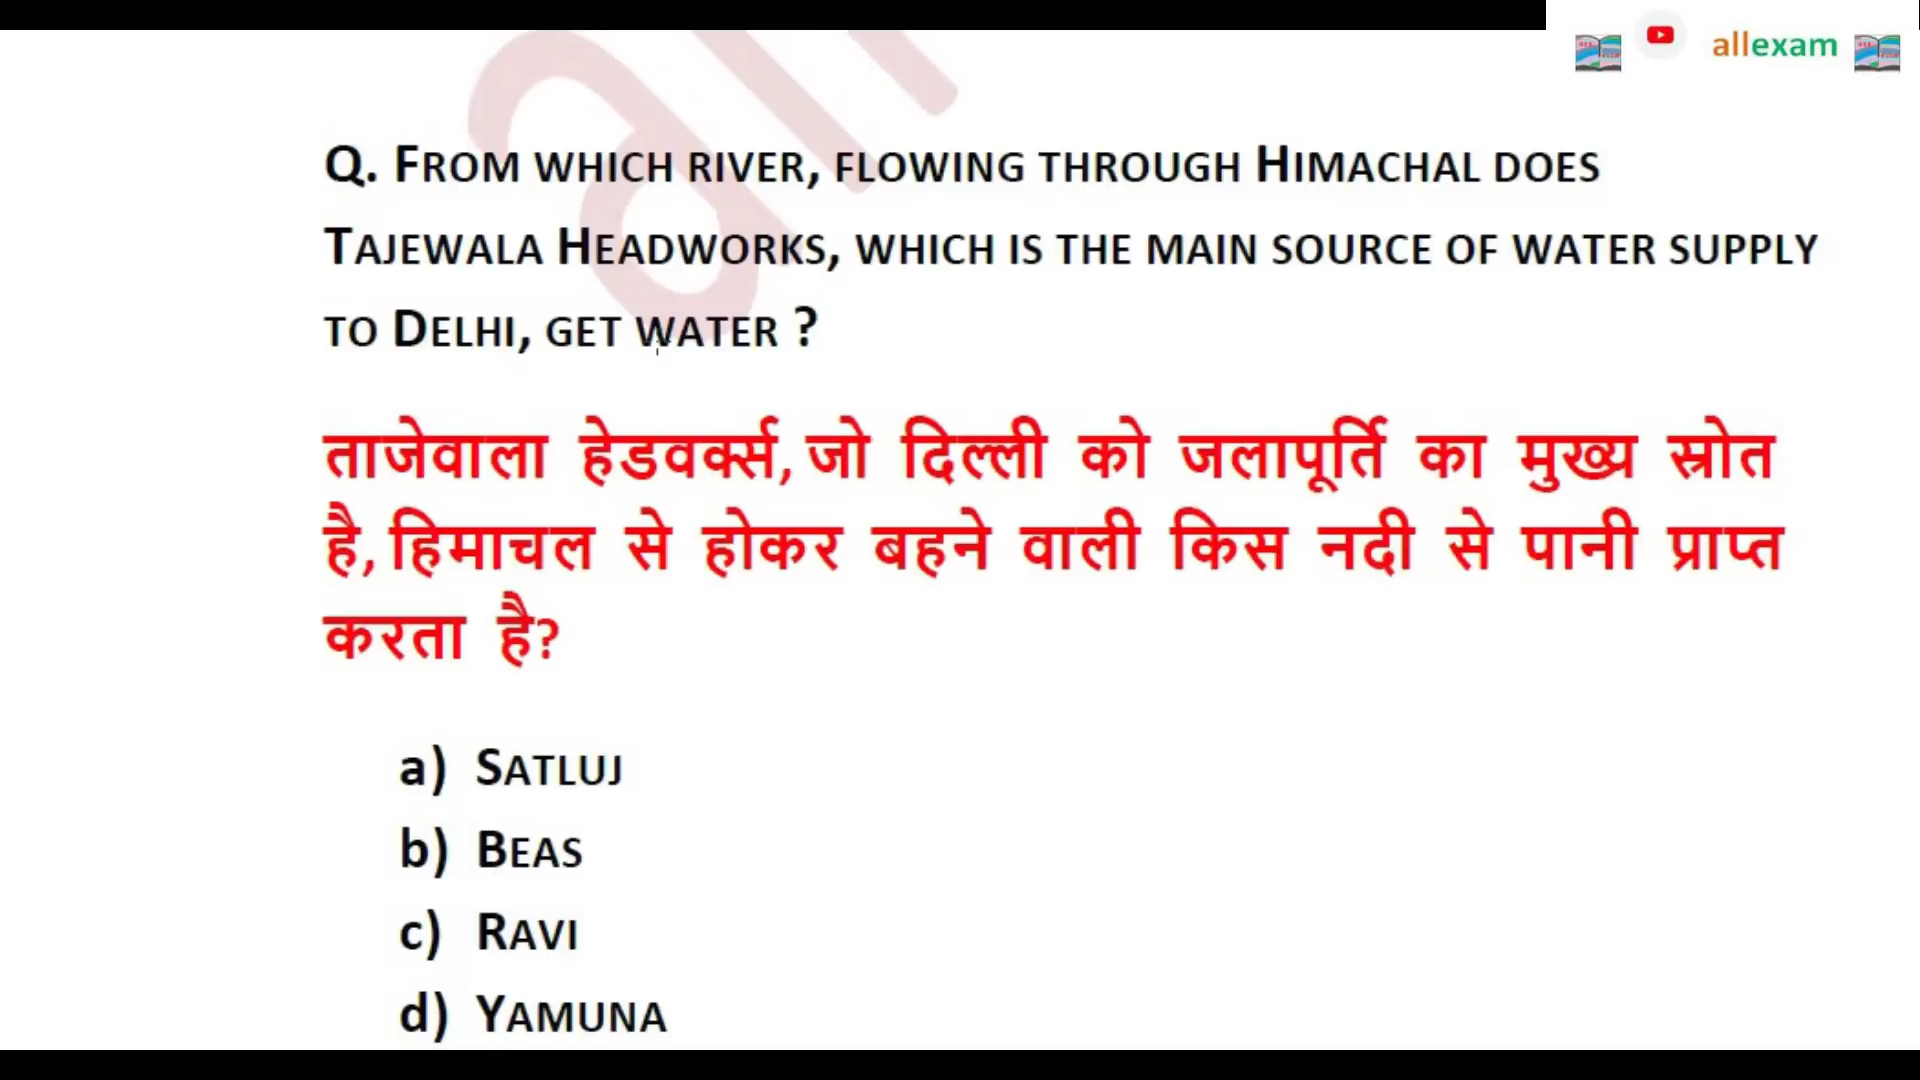 allexam
Q. From which river, flowing through Himachal does
Tajewala Headworks, which is the main source of water supply
to Delhi, get water ?
ताजेवाला हेडवर्क्स, जो दिल्ली को जलापूर्ति का मुख्य स्रोत
है, हिमाचल से होकर बहने वाली किस नदी से पानी प्राप्त
करता है?
a) Satluj
b) Beas
c) Ravi
d) Yamuna